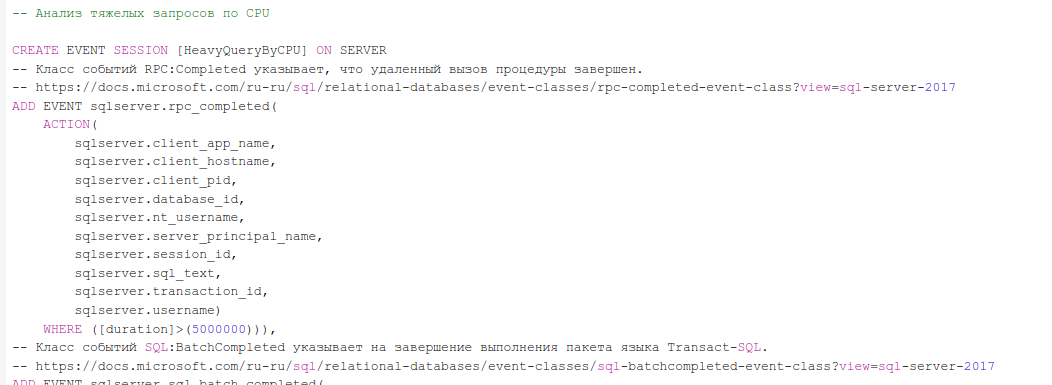 -- Анализ тяжелых запросов по CPU
CREATE EVENT SESSION [HeavyQueryByCPU] ON SERVER
-- Класс событий RPC:Completed указывает, что удаленный вызов процедуры завершен.
-- https://docs.microsoft.com/ru-ru/sql/relational-databases/event-classes/rpc-completed-event-class?view=sql-server-2017
ADD EVENT sqlserver.rpc_completed(
    ACTION(
        sqlserver.client_app_name,
        sqlserver.client_hostname,
        sqlserver.client_pid,
        sqlserver.database_id,
        sqlserver.nt_username,
        sqlserver.server_principal_name,
        sqlserver.session_id,
        sqlserver.sql_text,
        sqlserver.transaction_id,
        sqlserver.username)
    WHERE ([duration]>(5000000))),
-- Класс событий SQL:BatchCompleted указывает на завершение выполнения пакета языка Transact-SQL.
-- https://docs.microsoft.com/ru-ru/sql/relational-databases/event-classes/sql-batchcompleted-event-class?view=sql-server-2017
ADD EVENT sqlserver.sql_batch_completed(